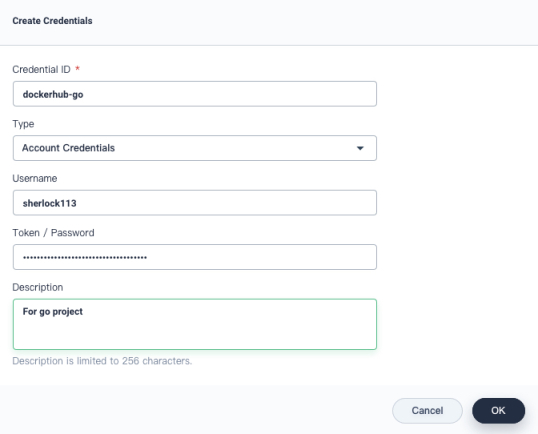 Create Credentials
Credential ID *
dockerhub-go
Type
Account Credentials
Username
sherlock113
Token / Password
••••••••••••••••••••••••••••••••••••
Description
For go project
Description is limited to 256 characters.
Cancel
OK